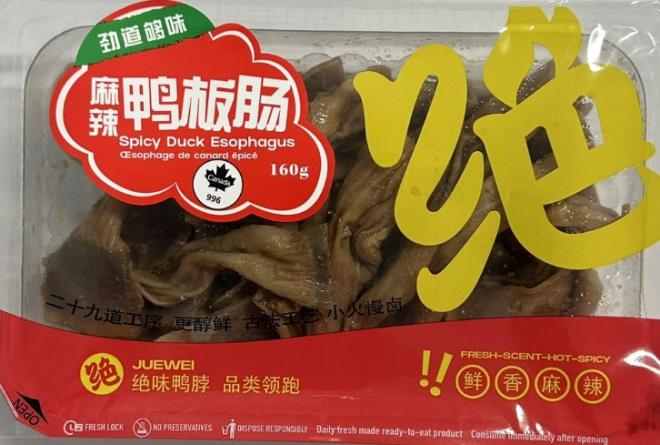 劲道够味
麻辣
鸭板肠
Spicy Duck Esophagus
Œsophage de canard épicé
160g
Canada
996
绝
二十九道工序 更醇鲜 古法工艺 小火慢卤
绝
JUEWEI
绝味鸭脖 品类领跑
!!
FRESH-SCENT-HOT-SPICY
鲜香麻辣
OPEN
FRESH LOCK
NO PRESERVATIVES
DISPOSE RESPONSIBLY
Daily fresh made ready-to-eat product
Consume immediately after opening